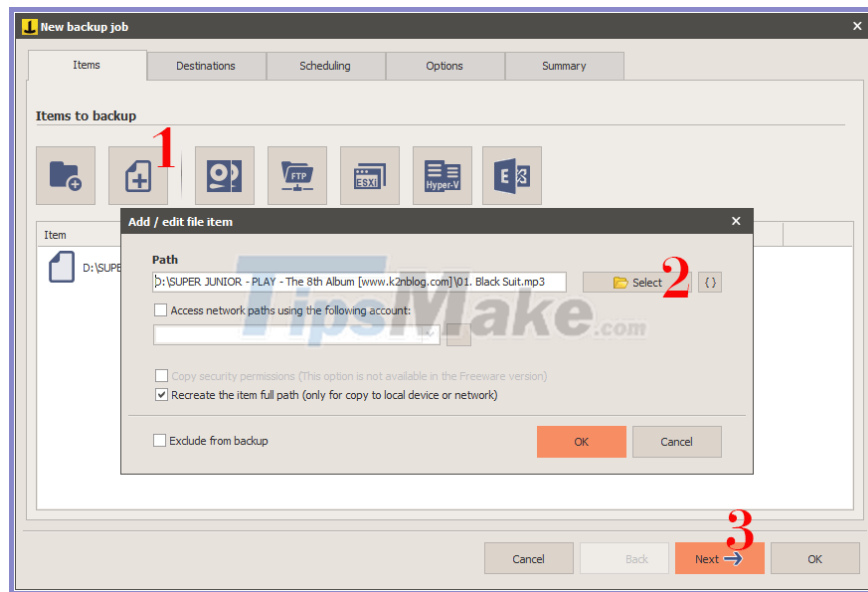 New backup job
Items Destinations Scheduling Options Summary
Items to backup
1
FTP ESXi Hyper-V E
Item
D:\SUPE
Add / edit file item
Path
D:\SUPER JUNIOR - PLAY - The 8th Album [www.k2nblog.com]\01. Black Suit.mp3 Select { }
2
Access network paths using the following account:
TipsMake.com
Copy security permissions (This option is not available in the Freeware version)
Recreate the item full path (only for copy to local device or network)
Exclude from backup OK Cancel
3
Cancel Back Next OK